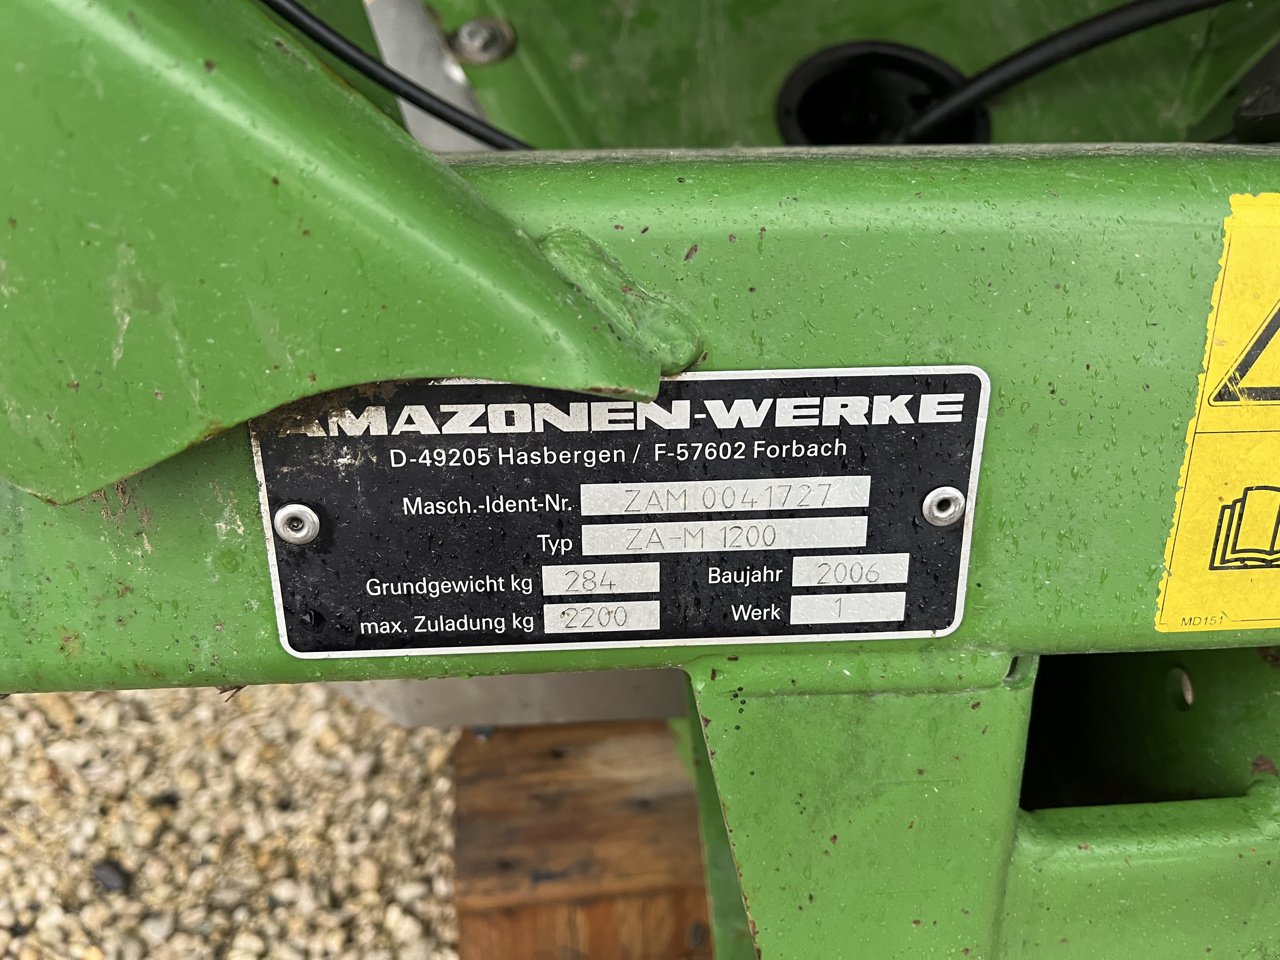 AMAZONEN-WERKE
D-49205 Hasbergen / F-57602 Forbach
Masch.-Ident-Nr. ZAM 0041727
Typ ZA-M 1200
Grundgewicht kg 284 Baujahr 2006
max. Zuladung kg 2200 Werk 1
MD151